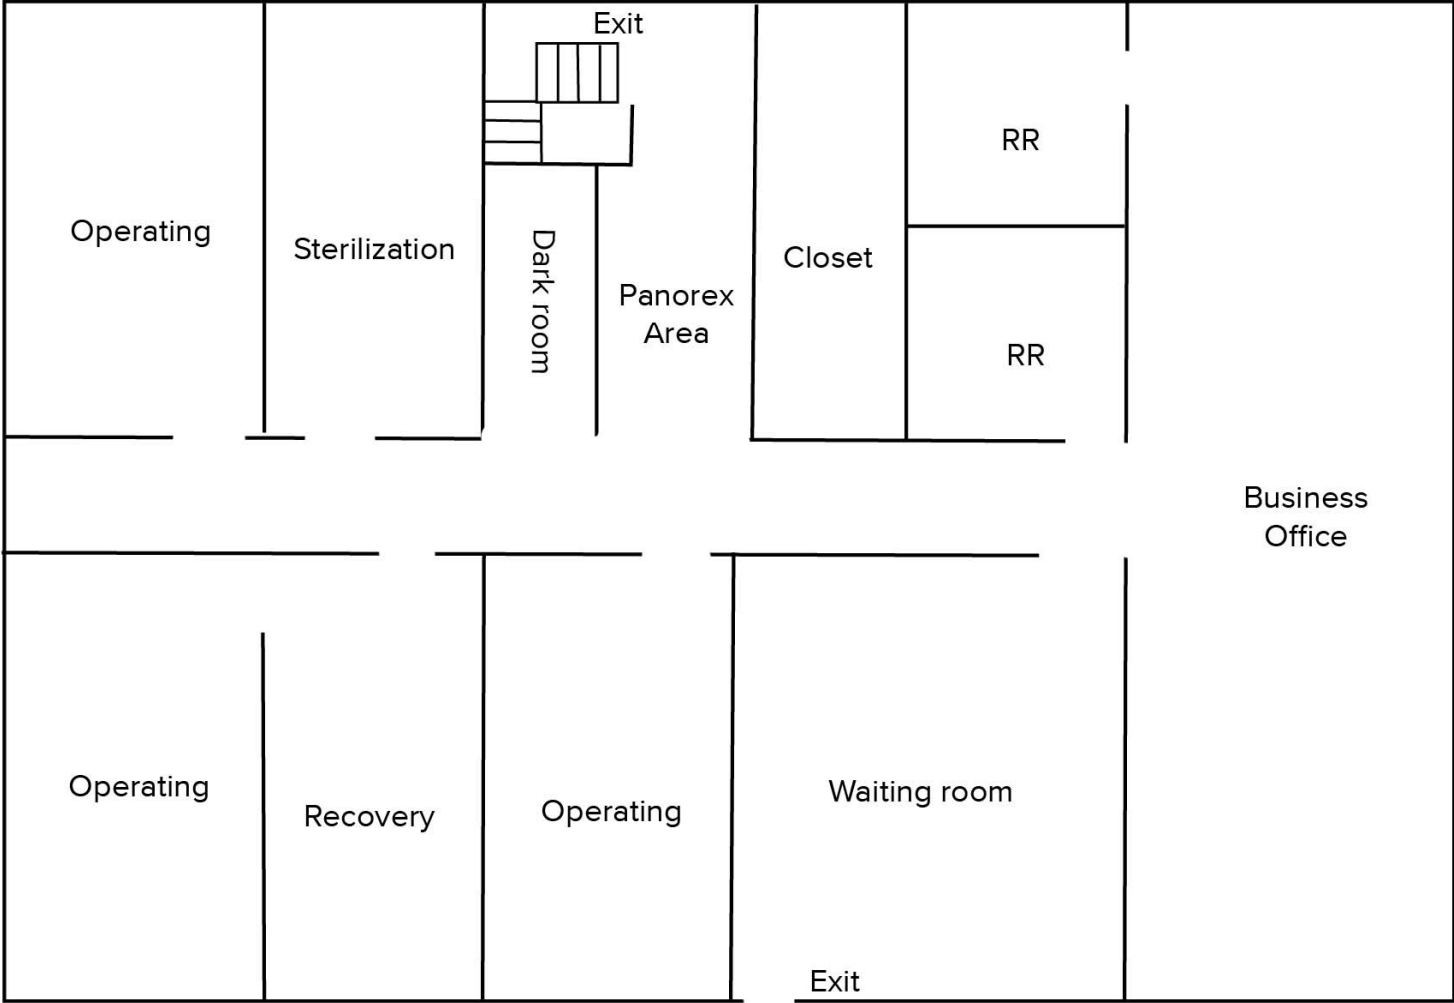 Exit
RR
Operating
Sterilization
Dark room
Closet
Panorex
Area
RR
Business
Office
Operating
Recovery
Operating
Waiting room
Exit